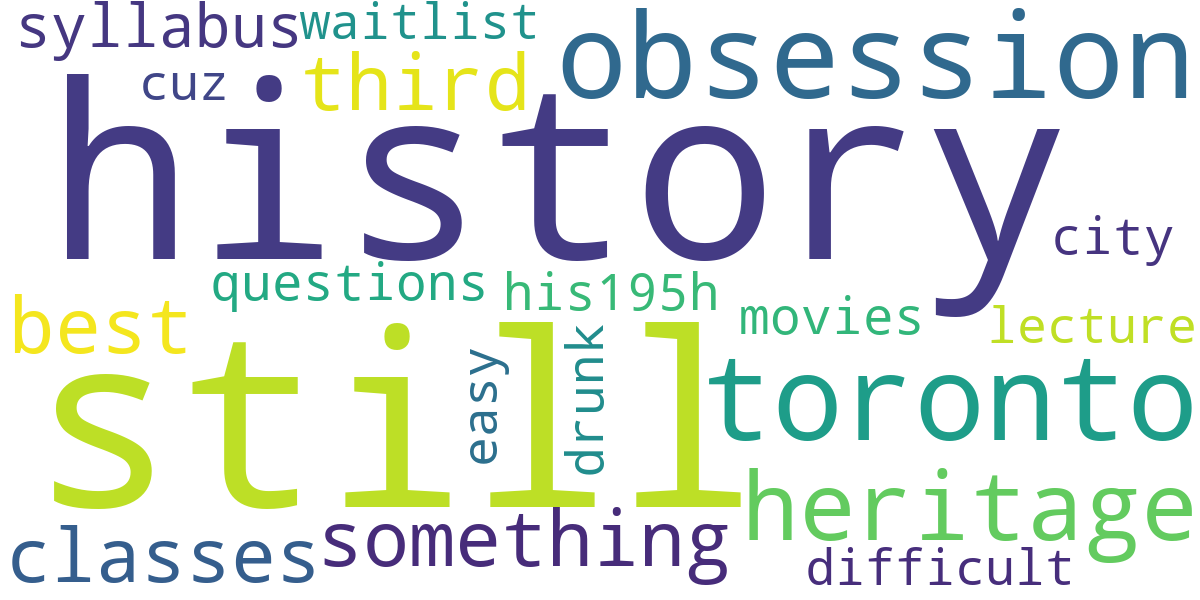 syllabus
waitlist
obsession
cuz
third
history
city
questions
his195h
best
movies
lecture
still
easy
drunk
toronto
heritage
classes
something
difficult